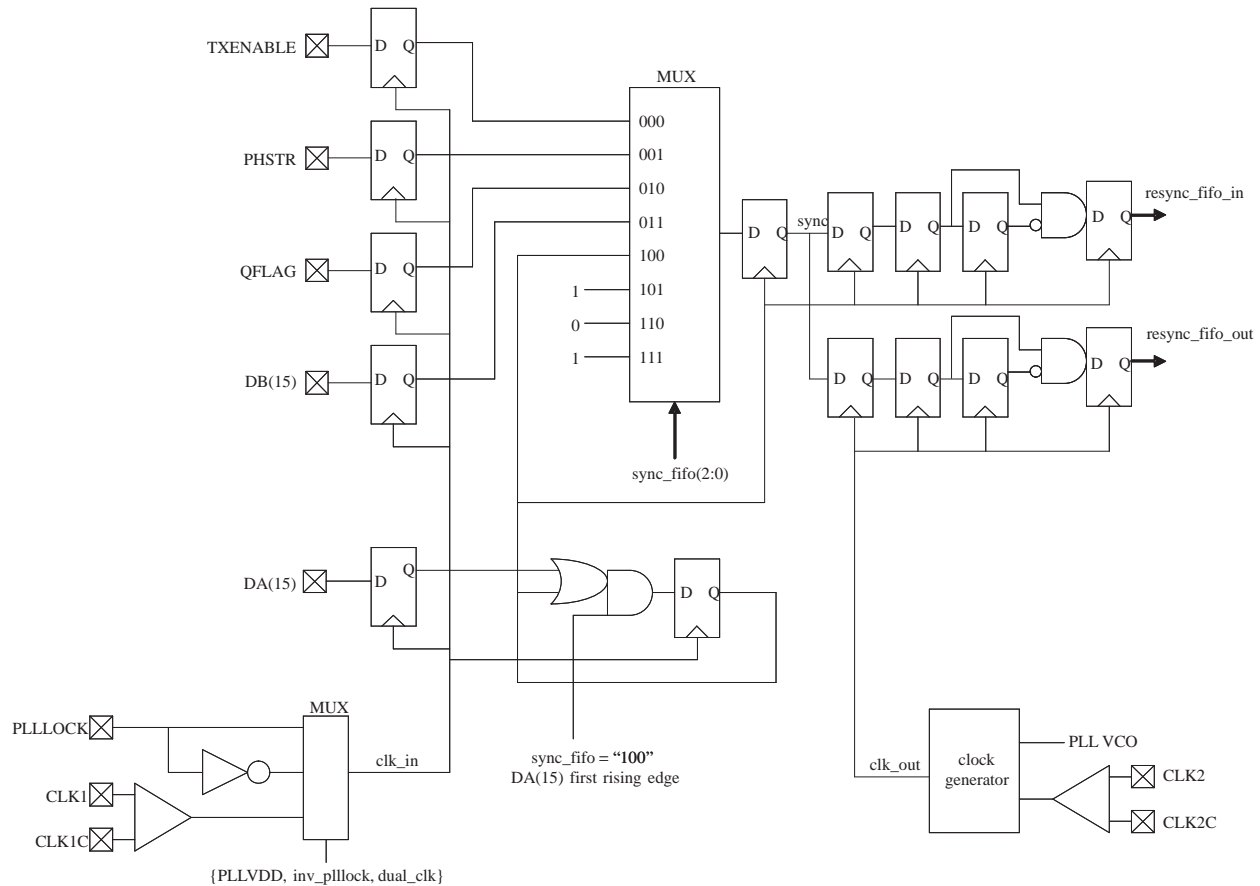 TXENABLE
D Q
MUX
000
PHSTR
D Q
001
010
011
100
101
110
111
1
0
1
QFLAG
D Q
DB(15)
D Q
sync_fifo(2:0)
D Q
sync
D Q
D Q
D Q
D Q
resync_fifo_in
D Q
D Q
D Q
D Q
resync_fifo_out
DA(15)
D Q
D Q
sync_fifo = “100”
DA(15) first rising edge
PLLLOCK
MUX
CLK1
CLK1C
clk_in
{PLLVDD, inv_plllock, dual_clk}
clk_out
clock
generator
PLL VCO
CLK2
CLK2C